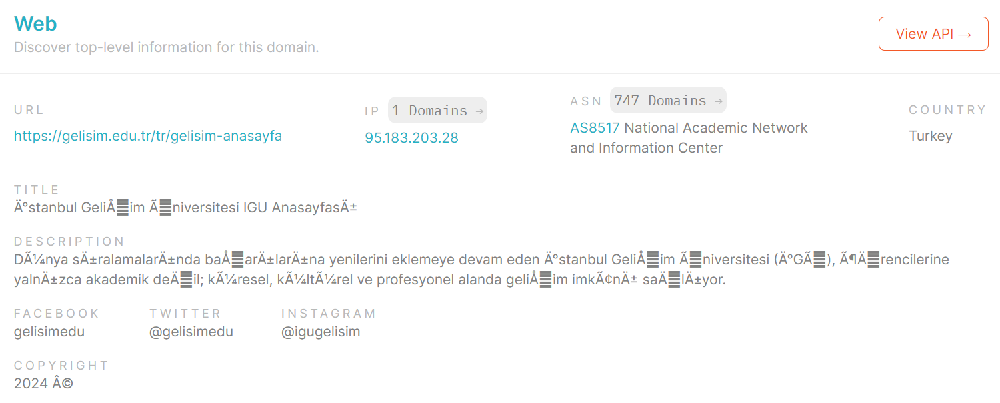 Web
View API →
Discover top-level information for this domain.
URL
IP 1 Domains →
ASN 747 Domains →
COUNTRY
https://gelisim.edu.tr/tr/gelisim-anasayfa
95.183.203.28
AS8517 National Academic Network
and Information Center
Turkey
TITLE
Ä°stanbul GeliÅ▒im Ã▒niversitesi IGU AnasayfasÄ±
DESCRIPTION
DÃ¼nya sÄ±ralamalarÄ±nda baÅ▒arÄ±larÄ±na yenilerini eklemeye devam eden Ä°stanbul GeliÅ▒im Ã▒niversitesi (Ä°GÃ▒), Ã¶Ä▒rencilerine
yalnÄ±zca akademik deÄ▒il; kÃ¼resel, kÃ¼ltÃ¼rel ve profesyonel alanda geliÅ▒im imkÃ¢nÄ± saÄ▒lÄ±yor.
FACEBOOK
TWITTER
INSTAGRAM
gelisimedu
@gelisimedu
@igugelisim
COPYRIGHT
2024 Â©